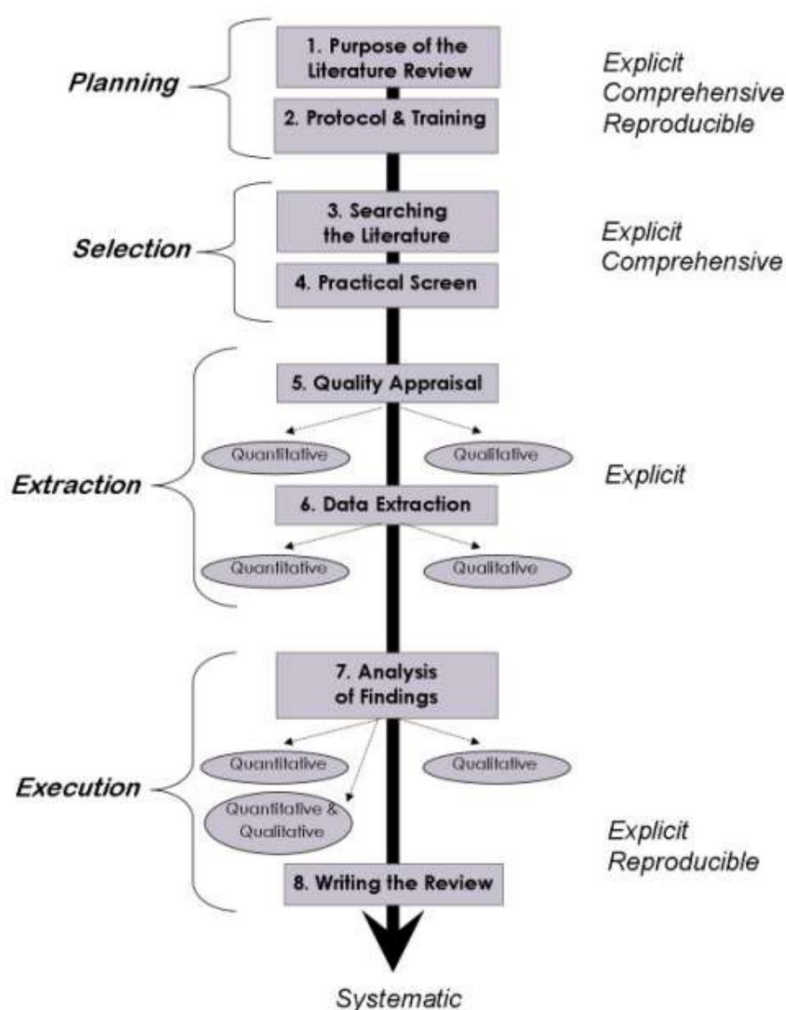 Planning
1. Purpose of the
Literature Review
2. Protocol & Training
Explicit
Comprehensive
Reproducible
Selection
3. Searching
the Literature
4. Practical Screen
Explicit
Comprehensive
Extraction
5. Quality Appraisal
Quantitative
Qualitative
6. Data Extraction
Quantitative
Qualitative
Explicit
Execution
7. Analysis
of Findings
Quantitative
Qualitative
Quantitative &
Qualitative
8. Writing the Review
Explicit
Reproducible
Systematic